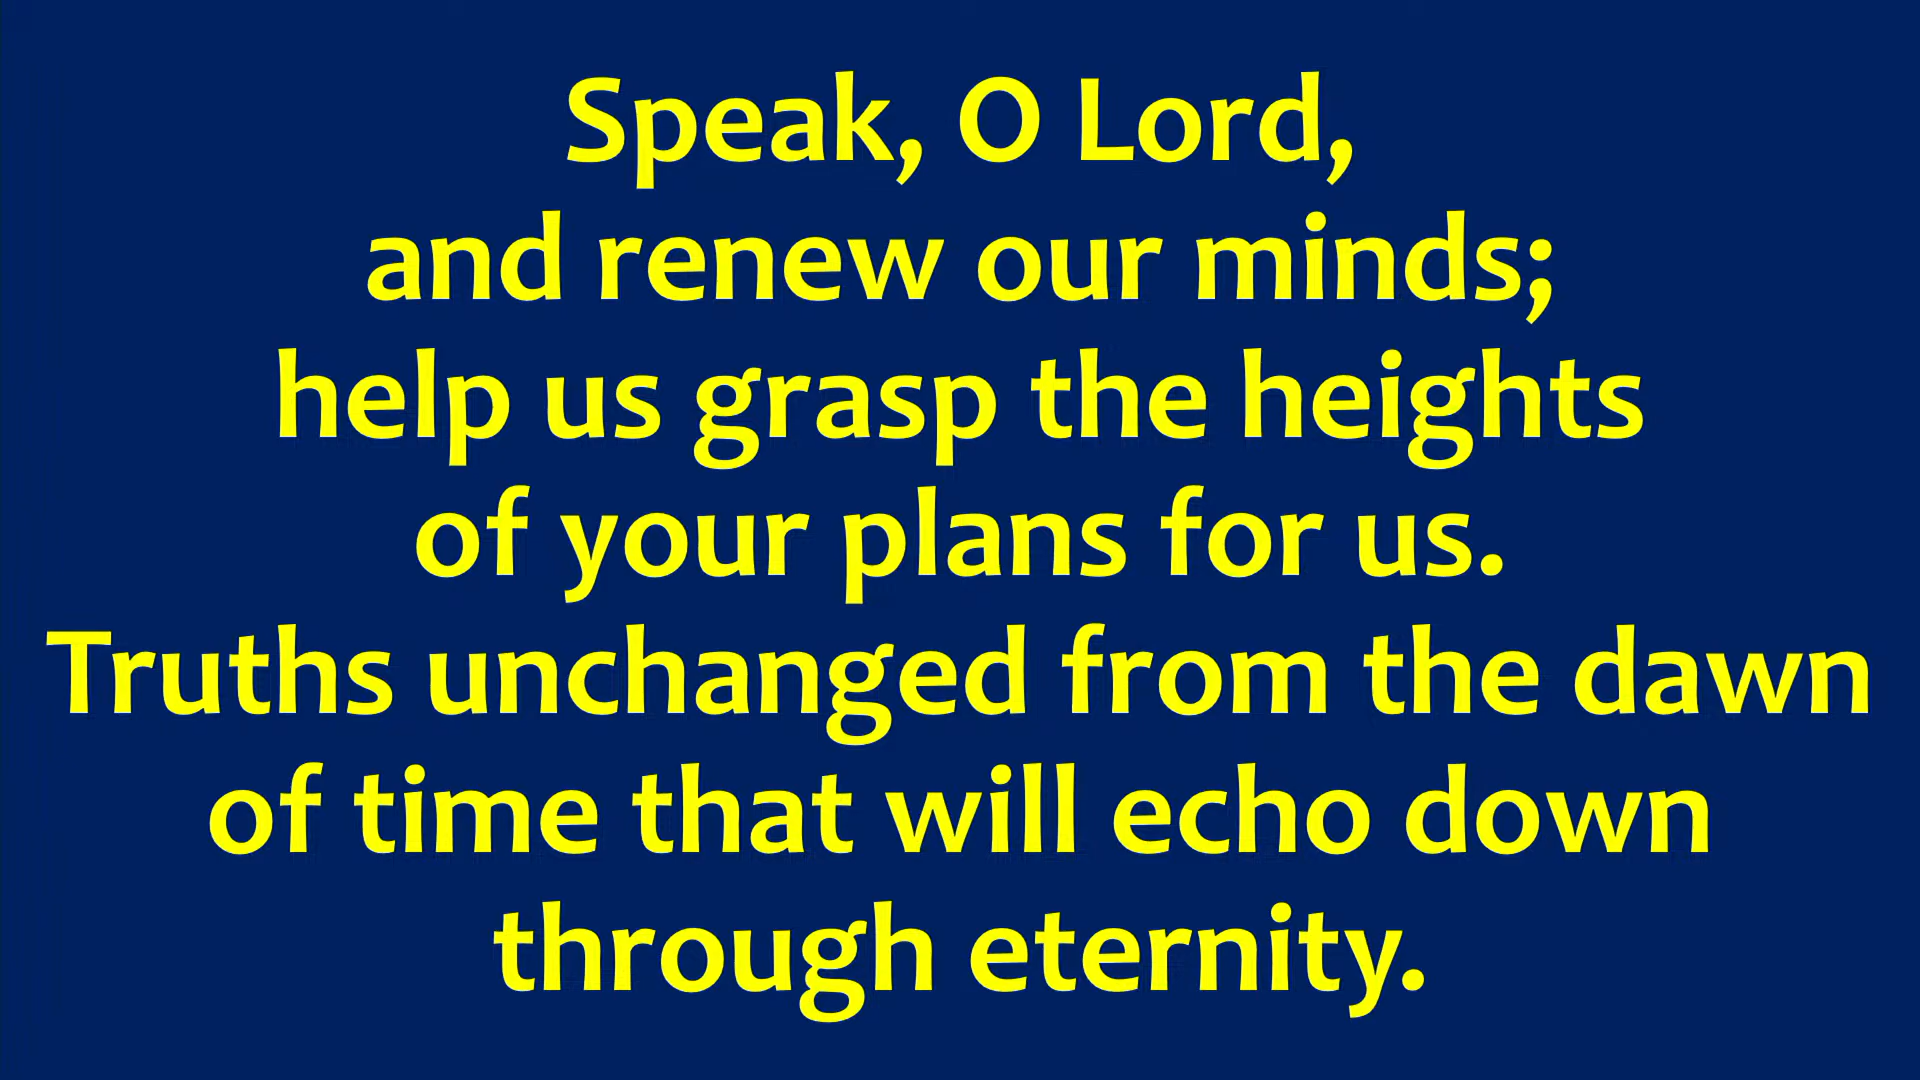 Speak, O Lord,
and renew our minds;
help us grasp the heights
of your plans for us.
Truths unchanged from the dawn
of time that will echo down
through eternity.